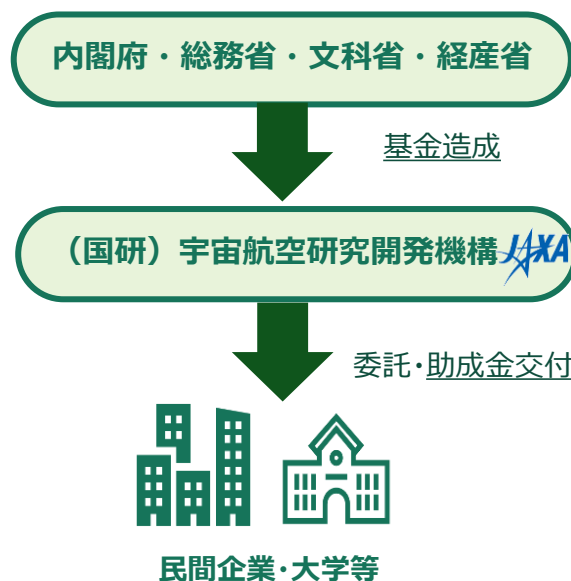 内閣府・総務省・文科省・経産省
基金造成
（国研）宇宙航空研究開発機構 JAXA
委託・助成金交付
民間企業・大学等